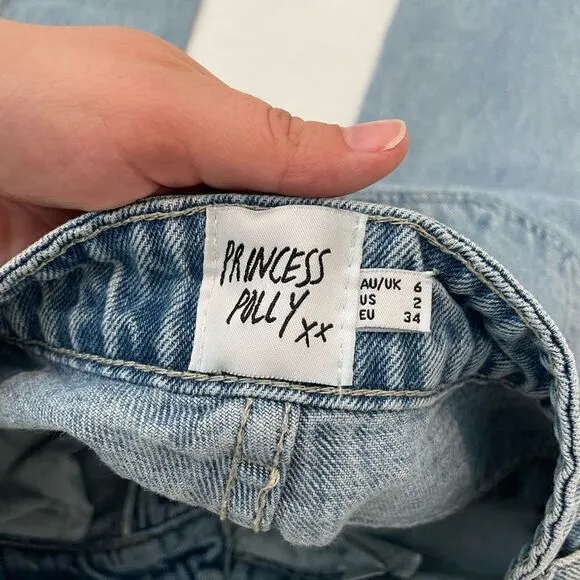 PRINCESS
POLLY XX
AU/UK 6
US 2
EU 34